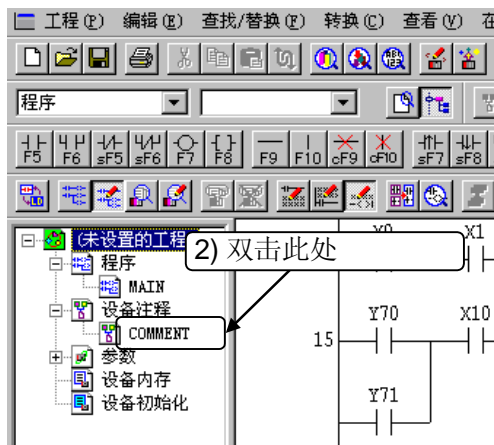 工程(P) 编辑(E) 查找/替换(F) 转换(C) 查看(V) 在
ABC 123
程序
F5 F6 sF5 sF6 F7 F8 F9 F10 cF9 cF10 sF7 sF8
(未设置的工程
2) 双击此处
X1
程序
MAIN
设备注释
COMMENT
Y70 X10
15
参数
设备内存
设备初始化
Y71